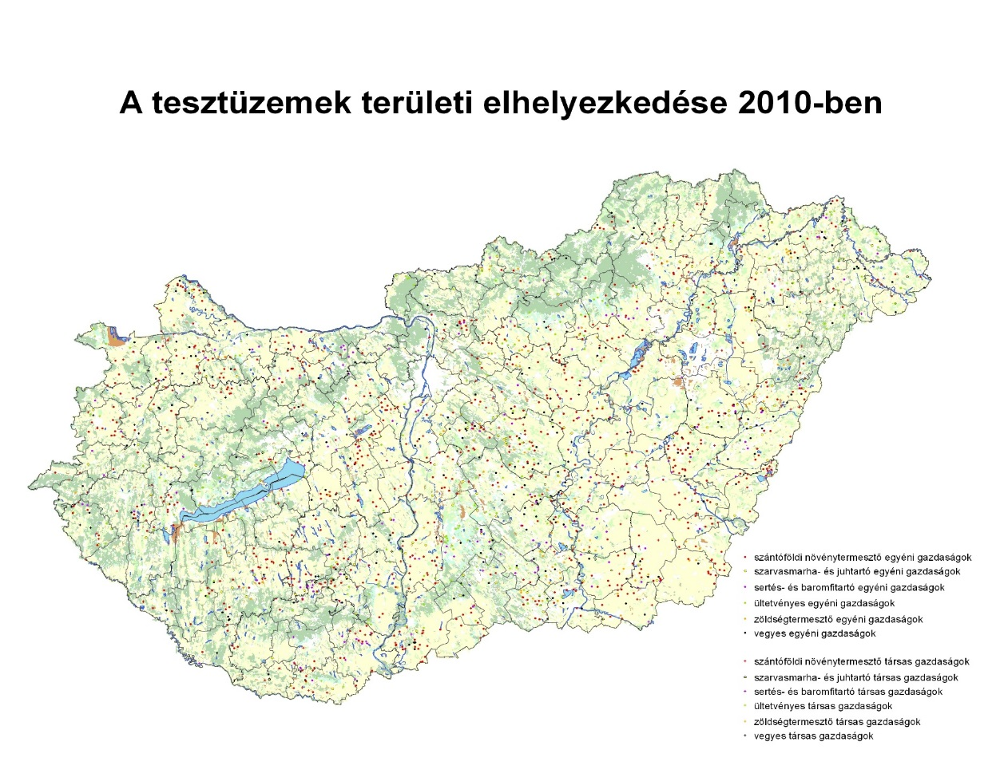 A tesztüzemek területi elhelyezkedése 2010-ben
szántóföldi növénytermesztő egyéni gazdaságok
szarvasmarha- és juhtartó egyéni gazdaságok
sertés- és baromfitartó egyéni gazdaságok
ültetvényes egyéni gazdaságok
zöldségtermesztő egyéni gazdaságok
vegyes egyéni gazdaságok
szántóföldi növénytermesztő társas gazdaságok
szarvasmarha- és juhtartó társas gazdaságok
sertés- és baromfitartó társas gazdaságok
ültetvényes társas gazdaságok
zöldségtermesztő társas gazdaságok
vegyes társas gazdaságok